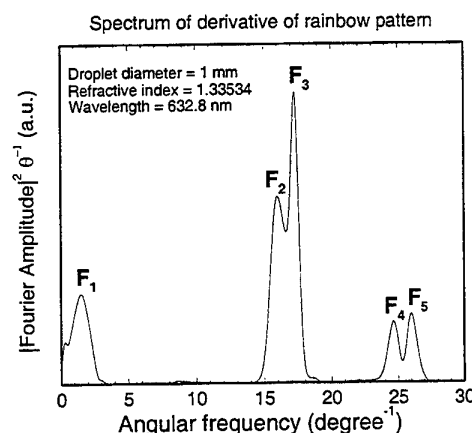 Spectrum of derivative of rainbow pattern
|Fourier Amplitude|² θ⁻¹ (a.u.)
Droplet diameter = 1 mm
Refractive index = 1.33534
Wavelength = 632.8 nm
F₁
F₂
F₃
F₄
F₅
0 5 10 15 20 25 30
Angular frequency (degree⁻¹)